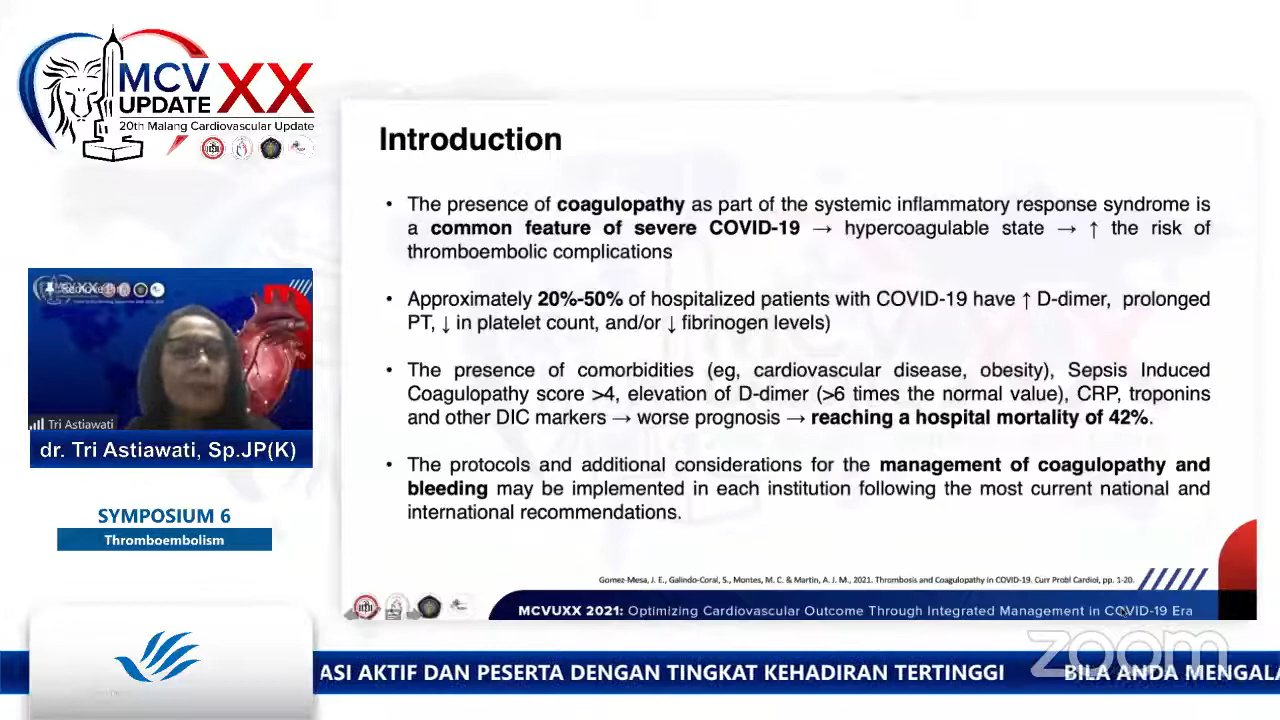 MCV
UPDATE
XX
20th Malang Cardiovascular Update
Tri Astiawati
dr. Tri Astiawati, Sp.JP(K)
SYMPOSIUM 6
Thromboembolism
Introduction
• The presence of coagulopathy as part of the systemic inflammatory response syndrome is
a common feature of severe COVID-19 → hypercoagulable state → ↑ the risk of
thromboembolic complications
• Approximately 20%-50% of hospitalized patients with COVID-19 have ↑ D-dimer, prolonged
PT, ↓ in platelet count, and/or ↓ fibrinogen levels)
• The presence of comorbidities (eg, cardiovascular disease, obesity), Sepsis Induced
Coagulopathy score >4, elevation of D-dimer (>6 times the normal value), CRP, troponins
and other DIC markers → worse prognosis → reaching a hospital mortality of 42%.
• The protocols and additional considerations for the management of coagulopathy and
bleeding may be implemented in each institution following the most current national and
international recommendations.
Gomez-Mesa, J. E., Galindo-Coral, S., Montes, M. C. & Martin, A. J. M., 2021. Thrombosis and Coagulopathy in COVID-19. Curr Probl Cardiol, pp. 1-20.
MCVUXX 2021: Optimizing Cardiovascular Outcome Through Integrated Management in COVID-19 Era
zoom
ASI AKTIF DAN PESERTA DENGAN TINGKAT KEHADIRAN TERTINGGI BILA ANDA MENGALA